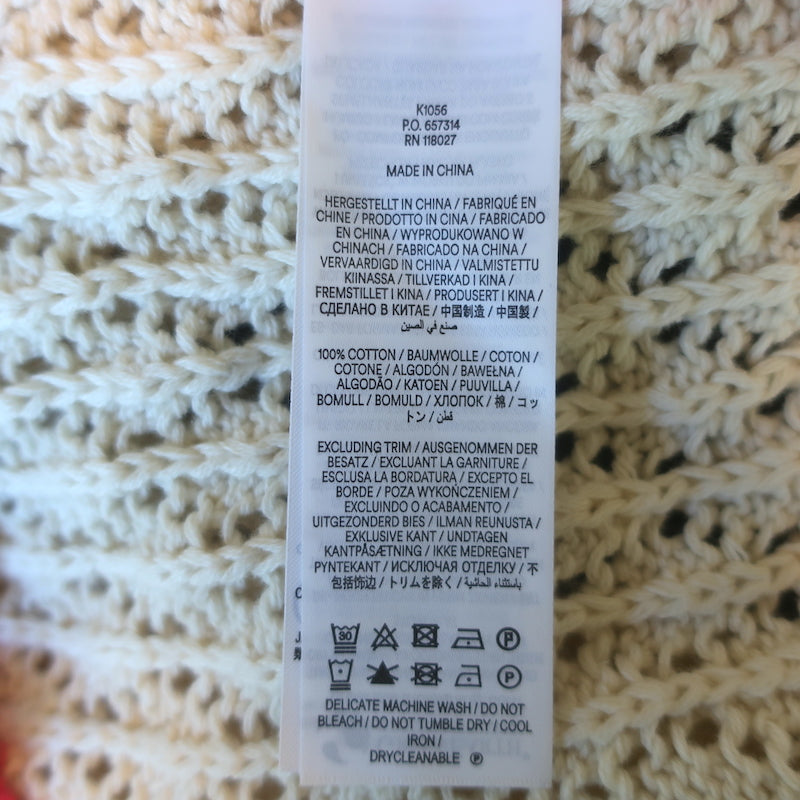 K1056
P.O. 657314
RN 118027
MADE IN CHINA
HERGESTELLT IN CHINA / FABRIQUÉ EN
CHINE / PRODOTTO IN CINA / FABRICADO
EN CHINA / WYPRODUKOWANO W
CHINACH / FABRICADO NA CHINA /
VERVAARDIGD IN CHINA / VALMISTETTU
KIINASSA / TILLVERKAD I KINA /
FREMSTILLET I KINA / PRODUSERT I KINA /
СДЕЛАНО В КИТАЕ / 中国制造 / 中国製 /
صنع في الصين
100% COTTON / BAUMWOLLE / COTON /
COTONE / ALGODÓN / BAWEŁNA /
ALGODÃO / KATOEN / PUUVILLA /
BOMULL / BOMULD / ХЛОПОК / 棉 / コッ
トン / قطن
EXCLUDING TRIM / AUSGENOMMEN DER
BESATZ / EXCLUANT LA GARNITURE /
ESCLUSA LA BORDATURA / EXCEPTO EL
BORDE / POZA WYKOŃCZENIEM /
EXCLUINDO O ACABAMENTO /
UITGEZONDERD BIES / ILMAN REUNUSTA /
EXKLUSIVE KANT / UNDTAGEN
KANTPÅSÆTNING / IKKE MEDREGNET
PYNTEKANT / ИСКЛЮЧАЯ ОТДЕЛКУ / 不
包括饰边 / トリムを除く / باستثناء الحاشية
30 P
P
DELICATE MACHINE WASH / DO NOT
BLEACH / DO NOT TUMBLE DRY / COOL
IRON /
DRYCLEANABLE P